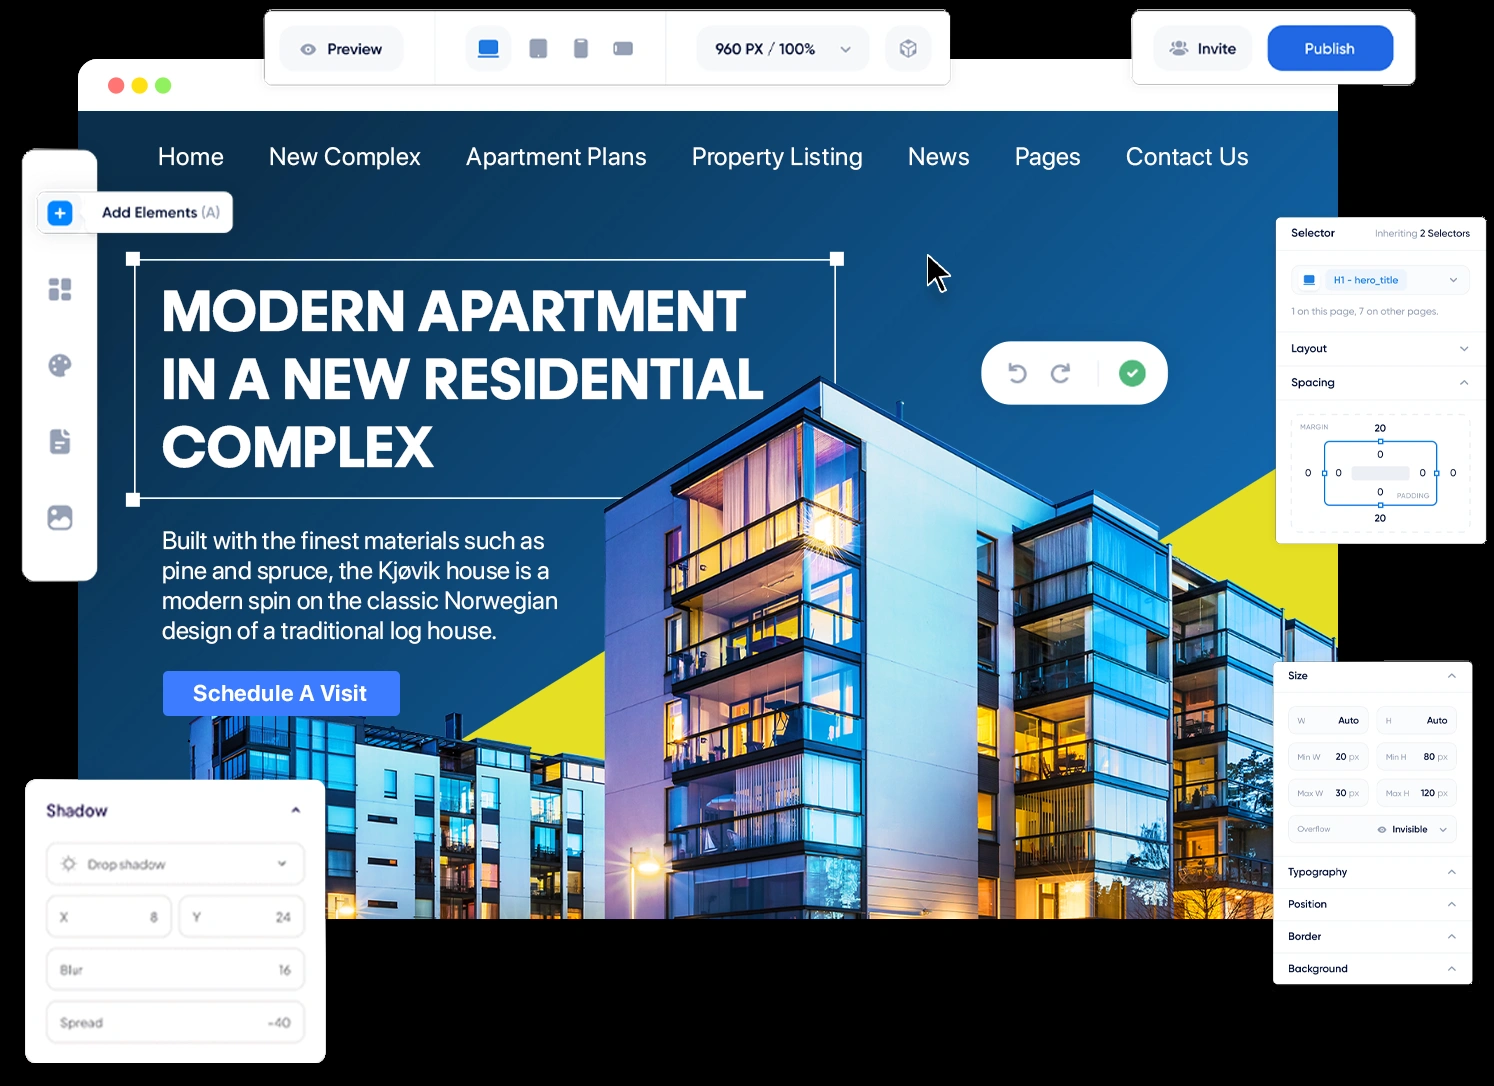 Preview
960 PX / 100%
Invite
Publish
Home New Complex Apartment Plans Property Listing News Pages Contact Us
Add Elements (A)
MODERN APARTMENT
IN A NEW RESIDENTIAL
COMPLEX
Built with the finest materials such as
pine and spruce, the Kjøvik house is a
modern spin on the classic Norwegian
design of a traditional log house.
Schedule A Visit
Selector Inheriting 2 Selectors
H1 - hero_title
1 on this page, 7 on other pages.
Layout
Spacing
MARGIN 20
0
0 0 0 0
0 PADDING
20
Size
W Auto H Auto
Min W 20 px Min H 80 px
Max W 30 px Max H 120 px
Overflow Invisible
Typography
Position
Border
Background
Shadow
Drop shadow
X 8 Y 24
Blur 16
Spread -40